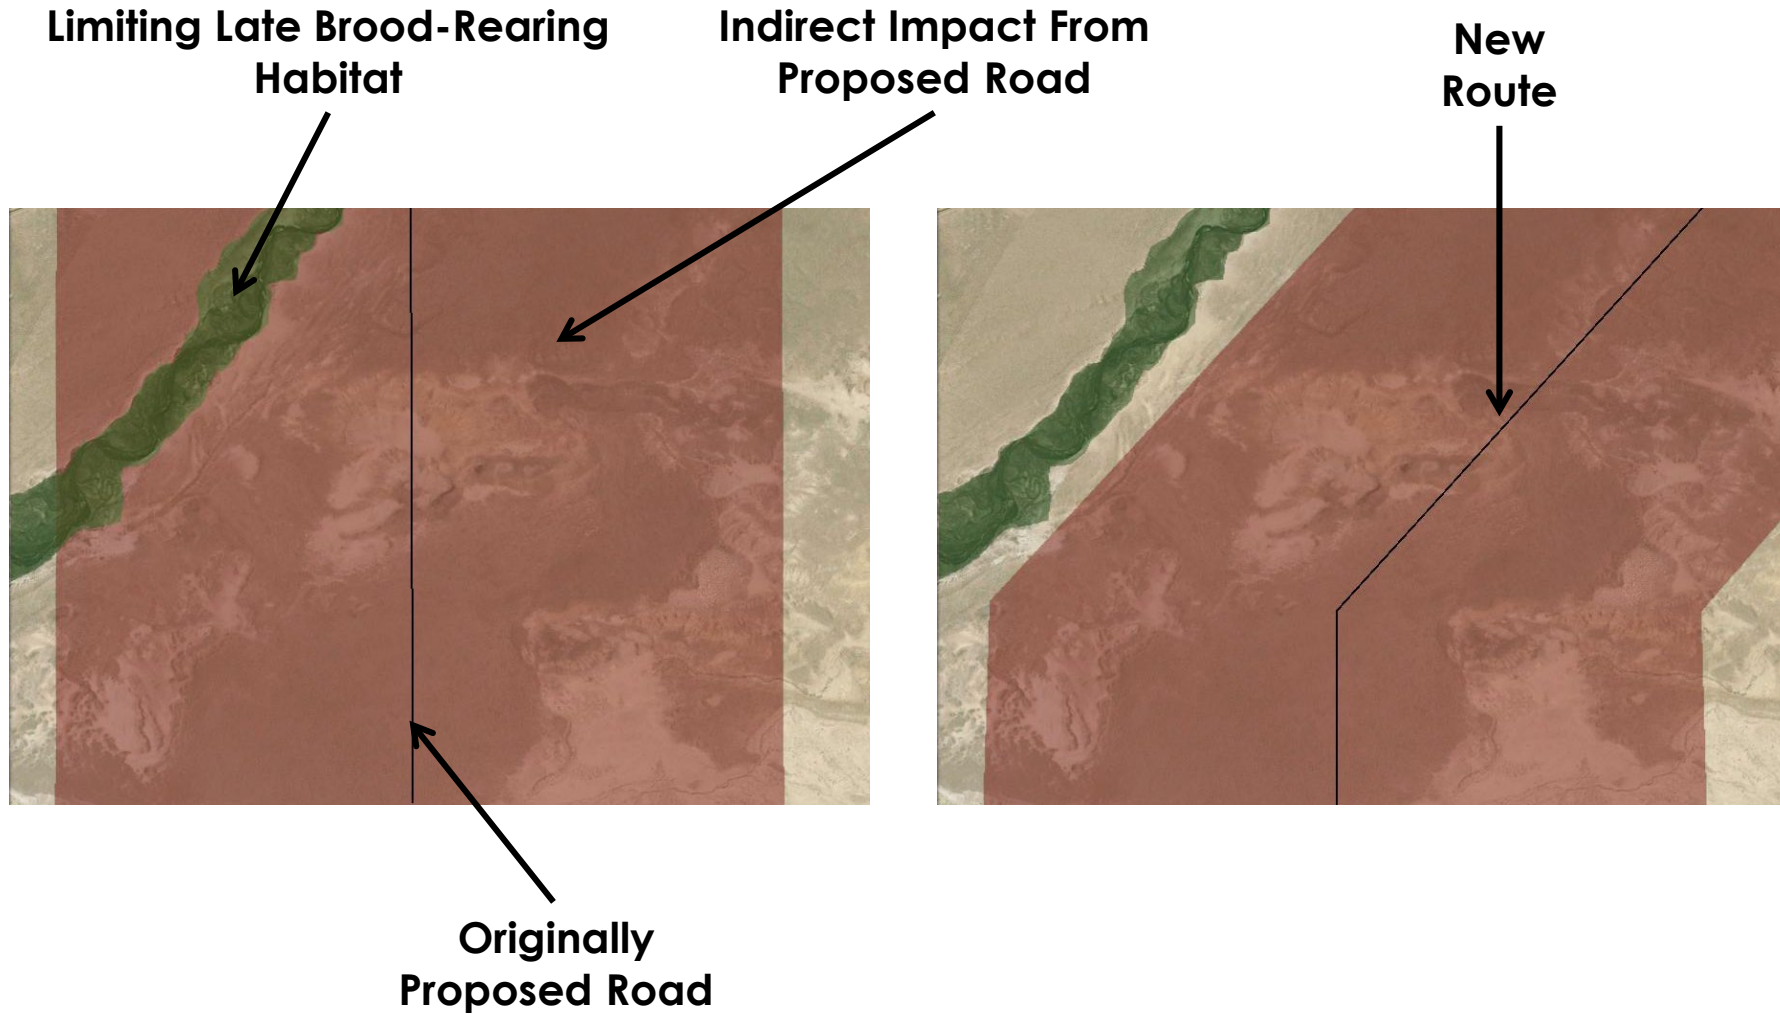 Limiting Late Brood-Rearing
Habitat
Indirect Impact From
Proposed Road
New
Route
Originally
Proposed Road